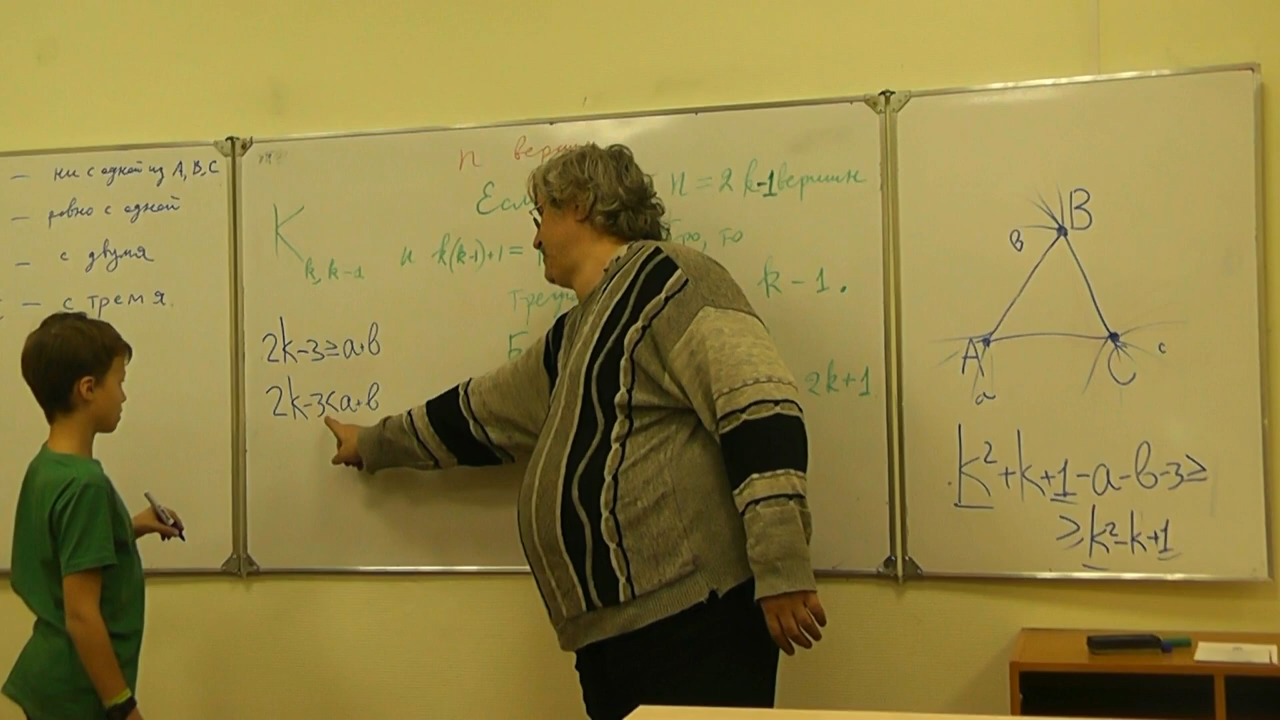 — ни с одной из A, B, C
— ровно с одной
— с двумя
— с тремя.
K k, k-1
2k-3≥a+b
2k-3<a+b
n
Если n = 2k-1 вершин
и k(k-1)+1= то
k-1.
2k+1
B
в
A
a
C
c
k²+k+1-a-b-3≥
≥k²-k+1